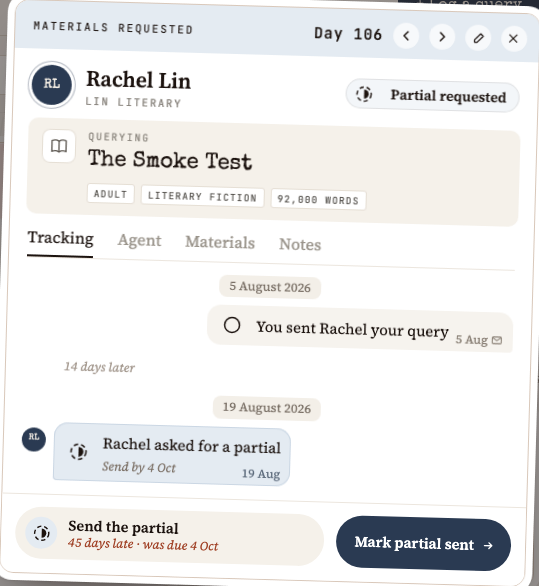 MATERIALS REQUESTED
Day 106
RL
Rachel Lin
LIN LITERARY
Partial requested
QUERYING
The Smoke Test
ADULT
LITERARY FICTION
92,000 WORDS
Tracking
Agent
Materials
Notes
5 August 2026
You sent Rachel your query
5 Aug
14 days later
19 August 2026
RL
Rachel asked for a partial
Send by 4 Oct
19 Aug
Send the partial
45 days late · was due 4 Oct
Mark partial sent →